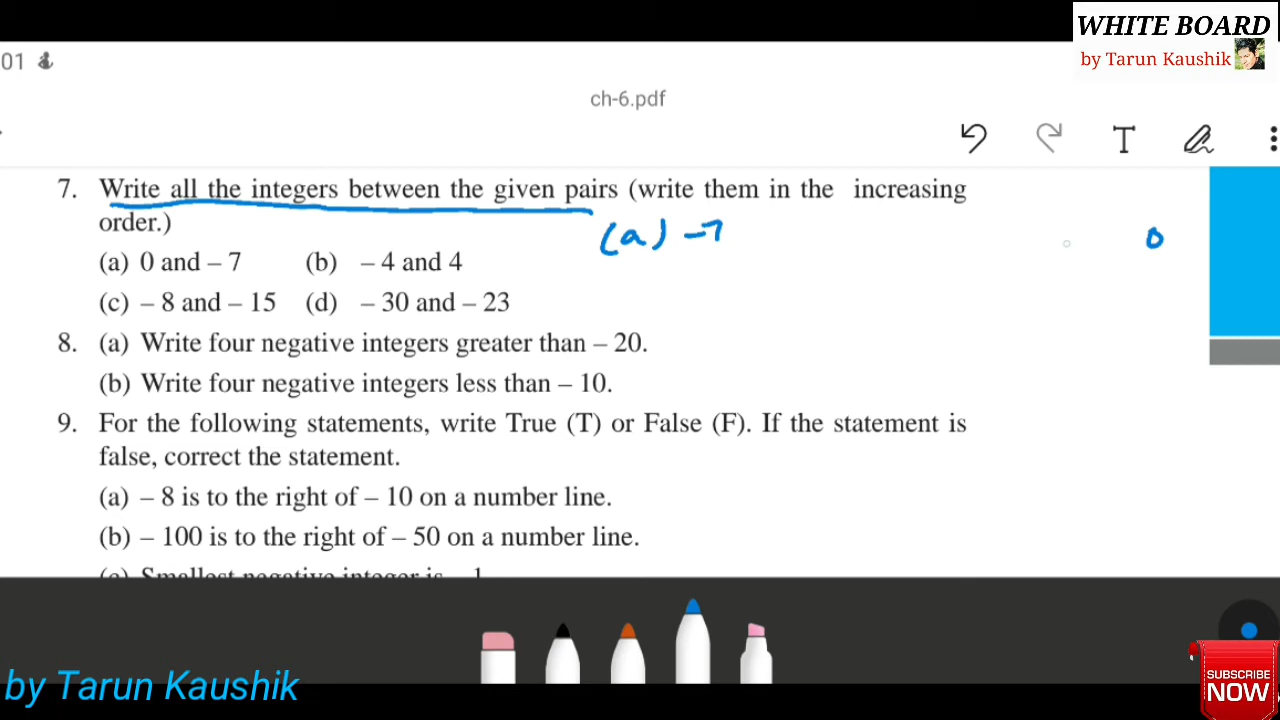 WHITE BOARD
by Tarun Kaushik
01
ch-6.pdf
T
7. Write all the integers between the given pairs (write them in the increasing
order.)
(a) -7 0
(a) 0 and – 7 (b) – 4 and 4
(c) – 8 and – 15 (d) – 30 and – 23
8. (a) Write four negative integers greater than – 20.
(b) Write four negative integers less than – 10.
9. For the following statements, write True (T) or False (F). If the statement is
false, correct the statement.
(a) – 8 is to the right of – 10 on a number line.
(b) – 100 is to the right of – 50 on a number line.
Smallest negative integer is – 1
by Tarun Kaushik
SUBSCRIBE
NOW